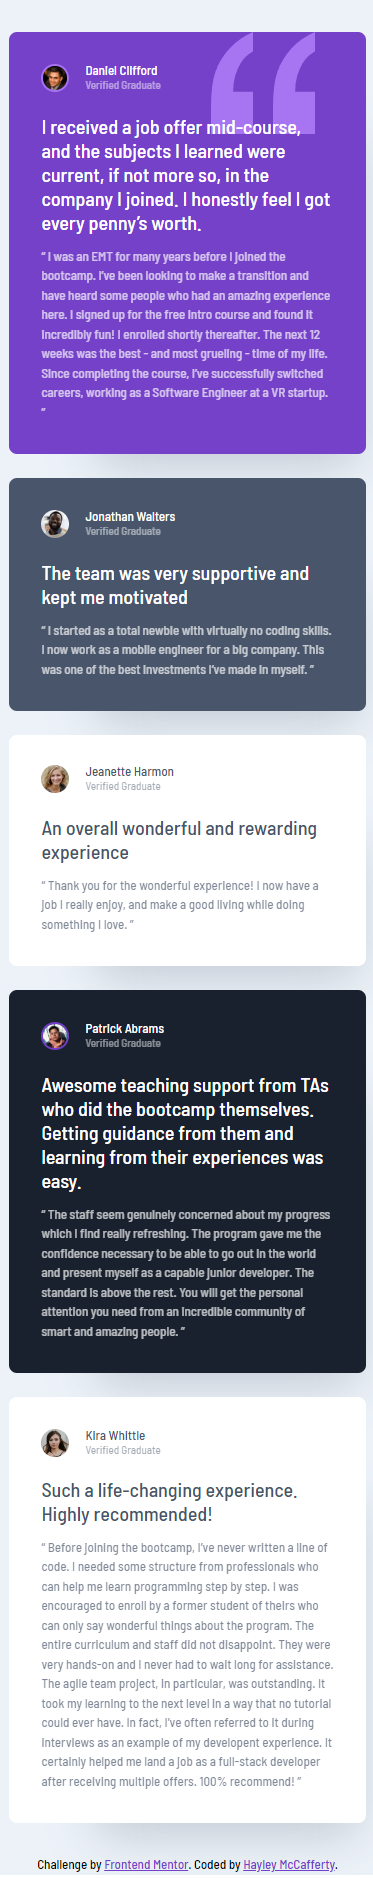 Daniel Clifford
Verified Graduate
I received a job offer mid-course,
and the subjects I learned were
current, if not more so, in the
company I joined. I honestly feel I got
every penny’s worth.
“ I was an EMT for many years before I joined the
bootcamp. I’ve been looking to make a transition and
have heard some people who had an amazing experience
here. I signed up for the free intro course and found it
incredibly fun! I enrolled shortly thereafter. The next 12
weeks was the best - and most grueling - time of my life.
Since completing the course, I’ve successfully switched
careers, working as a Software Engineer at a VR startup.
”
Jonathan Walters
Verified Graduate
The team was very supportive and
kept me motivated
“ I started as a total newbie with virtually no coding skills.
I now work as a mobile engineer for a big company. This
was one of the best investments I’ve made in myself. ”
Jeanette Harmon
Verified Graduate
An overall wonderful and rewarding
experience
“ Thank you for the wonderful experience! I now have a
job I really enjoy, and make a good living while doing
something I love. ”
Patrick Abrams
Verified Graduate
Awesome teaching support from TAs
who did the bootcamp themselves.
Getting guidance from them and
learning from their experiences was
easy.
“ The staff seem genuinely concerned about my progress
which I find really refreshing. The program gave me the
confidence necessary to be able to go out in the world
and present myself as a capable junior developer. The
standard is above the rest. You will get the personal
attention you need from an incredible community of
smart and amazing people. ”
Kira Whittle
Verified Graduate
Such a life-changing experience.
Highly recommended!
“ Before joining the bootcamp, I’ve never written a line of
code. I needed some structure from professionals who
can help me learn programming step by step. I was
encouraged to enroll by a former student of theirs who
can only say wonderful things about the program. The
entire curriculum and staff did not disappoint. They were
very hands-on and I never had to wait long for assistance.
The agile team project, in particular, was outstanding. It
took my learning to the next level in a way that no tutorial
could ever have. In fact, I’ve often referred to it during
interviews as an example of my developent experience. It
certainly helped me land a job as a full-stack developer
after receiving multiple offers. 100% recommend! ”
Challenge by Frontend Mentor. Coded by Hayley McCafferty.